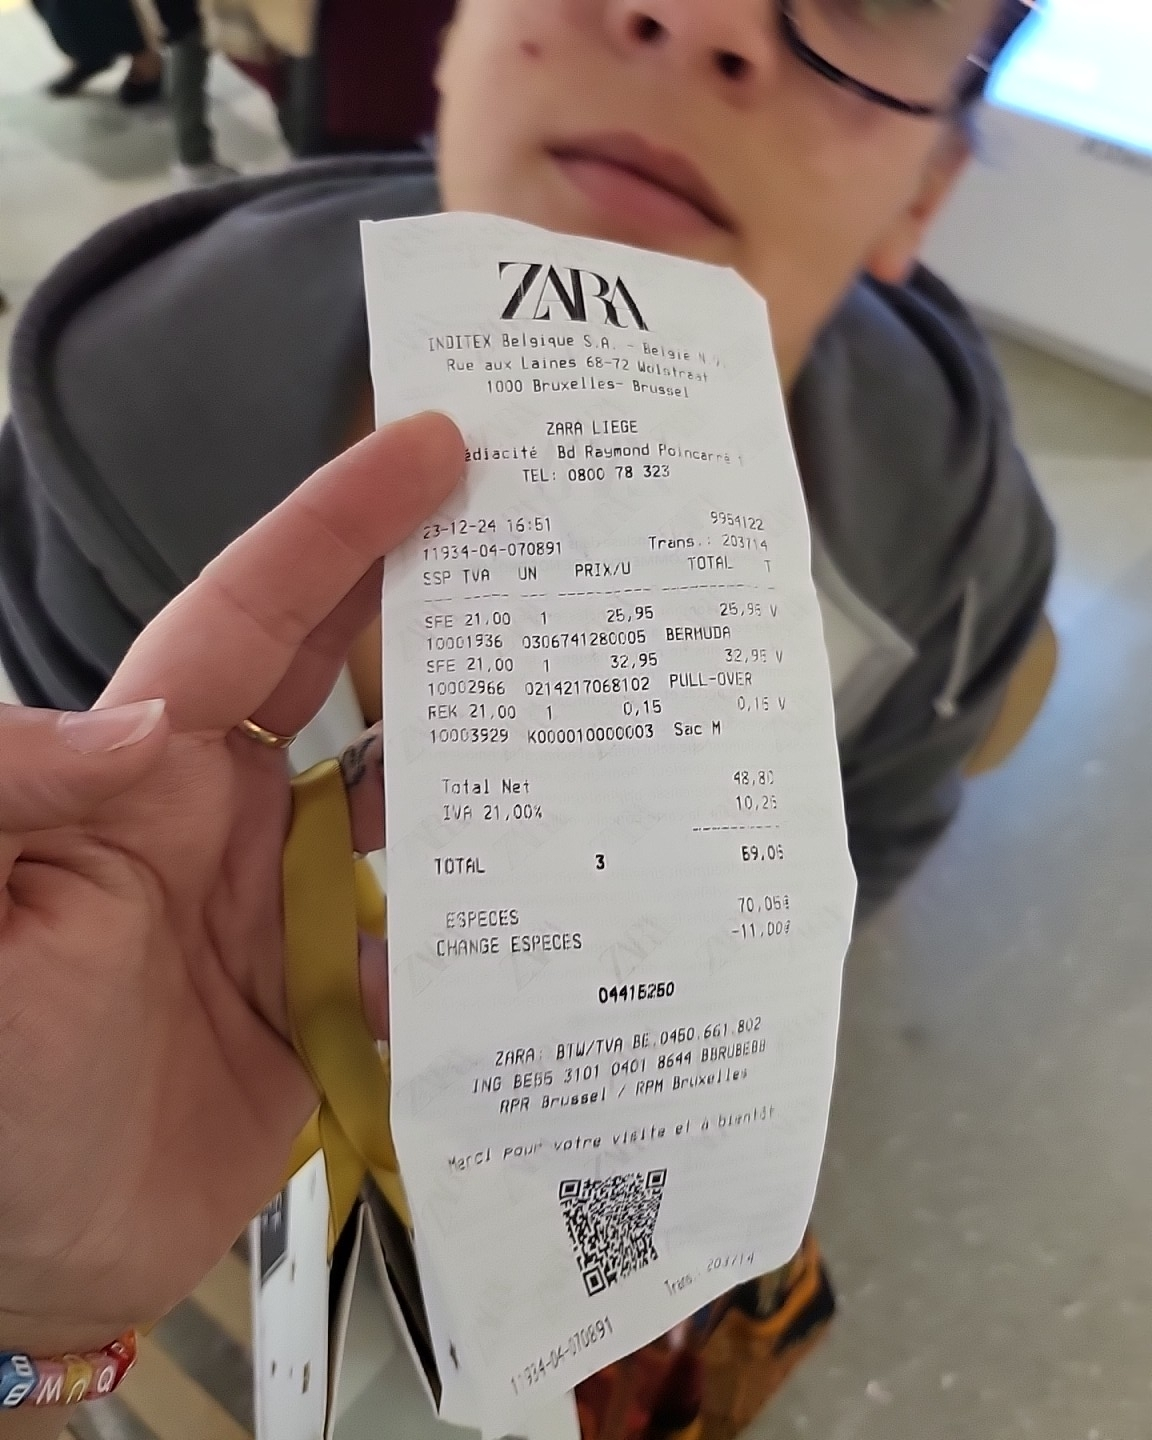 ZARA
INDITEX Belgique S.A. - Belgie N.V.
Rue aux Laines 68-72 Wolstraat
1000 Bruxelles- Brussel
ZARA LIEGE
édiacité Bd Raymond Poincarré
TEL: 0800 78 323
23-12-24 16:51 9954122
11934-04-070891 Trans.: 203714
SSP TVA UN PRIX/U TOTAL T
SFE 21,00 1 25,95 25,95 V
10001936 0306741280005 BERMUDA
SFE 21,00 1 32,95 32,95 V
10002966 0214217068102 PULL-OVER
REK 21,00 1 0,15 0,15 V
10003929 K000010000003 Sac M
Total Net 48,80
IVA 21,00% 10,25
TOTAL 3 59,05
ESPECES 70,05€
CHANGE ESPECES -11,00€
04415250
ZARA: BTW/TVA BE.0450.661.802
ING BE55 3101 0401 8644 BBRUBEBB
RPR Brussel / RPM Bruxelles
Merci pour votre visite et à bientôt
Trans.: 203714
11934-04-070891